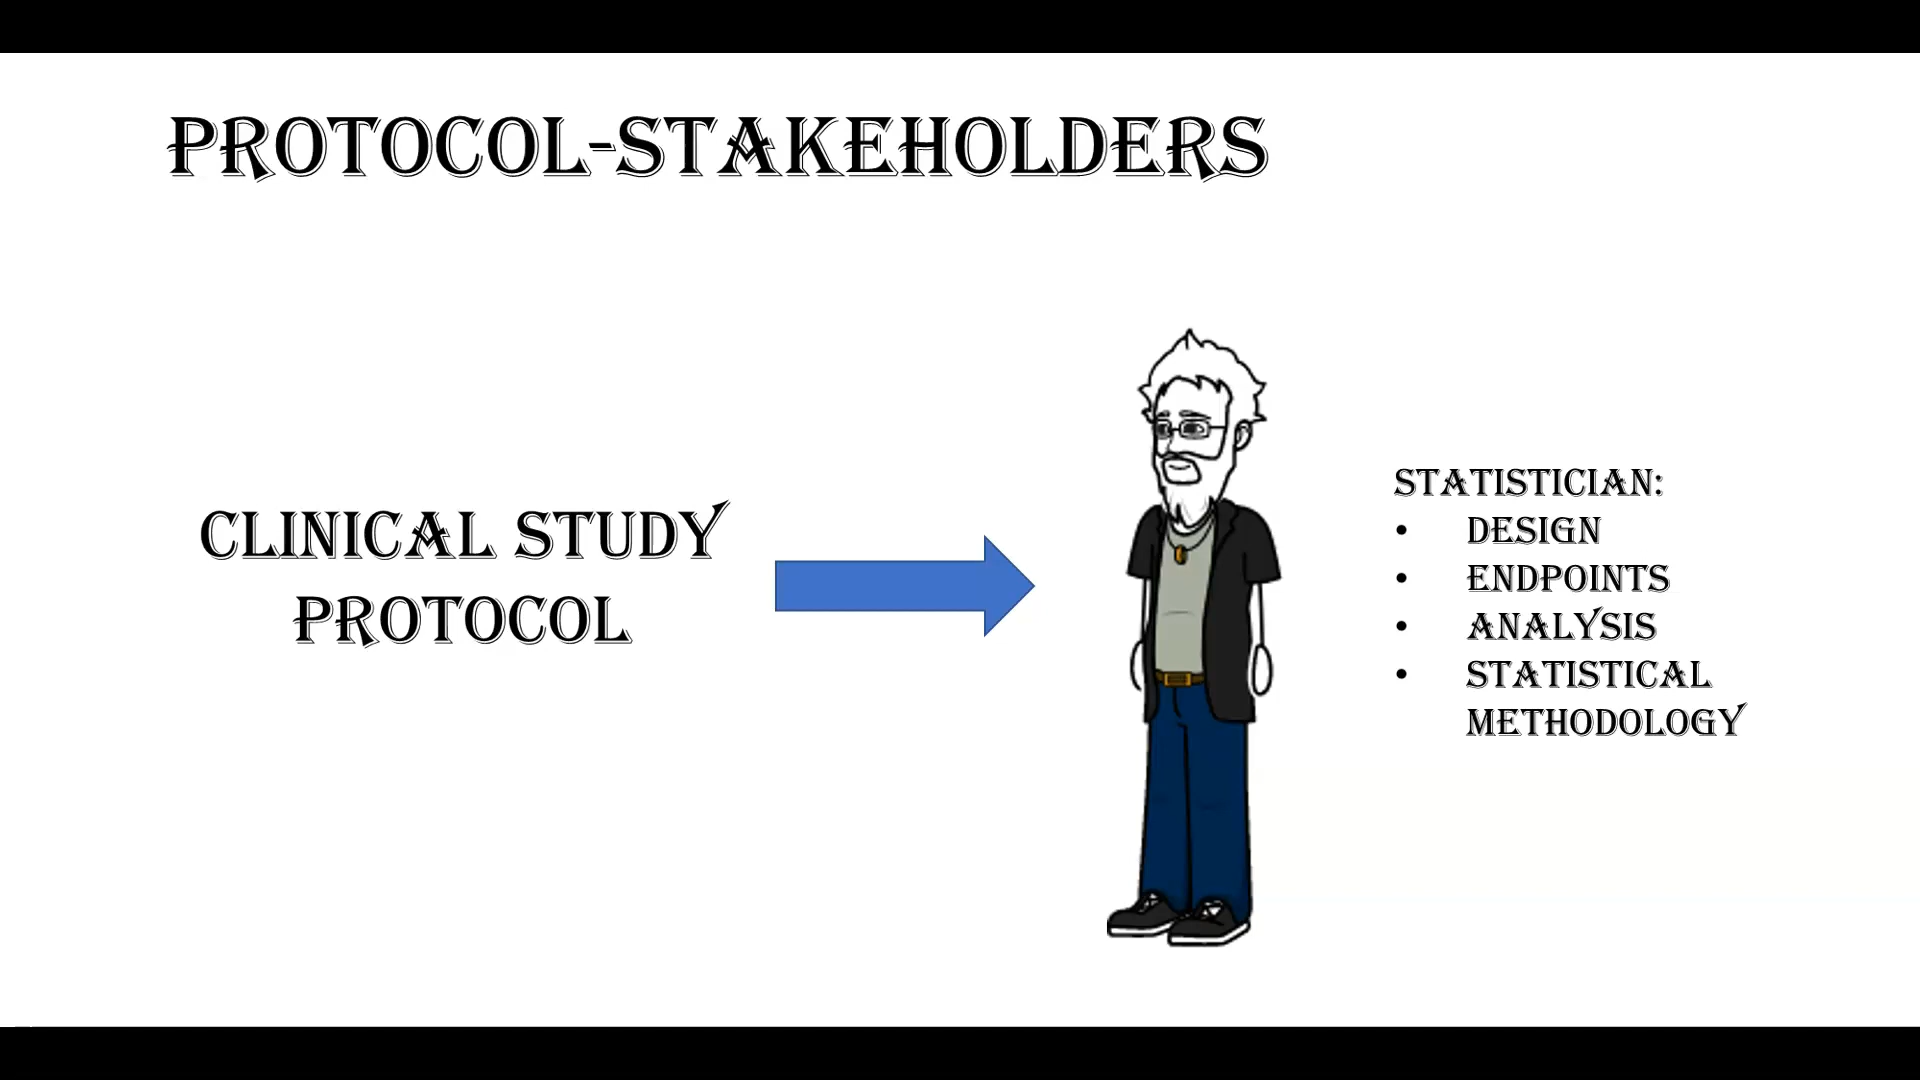 PROTOCOL-STAKEHOLDERS
CLINICAL STUDY
PROTOCOL
STATISTICIAN:
• DESIGN
• ENDPOINTS
• ANALYSIS
• STATISTICAL
METHODOLOGY